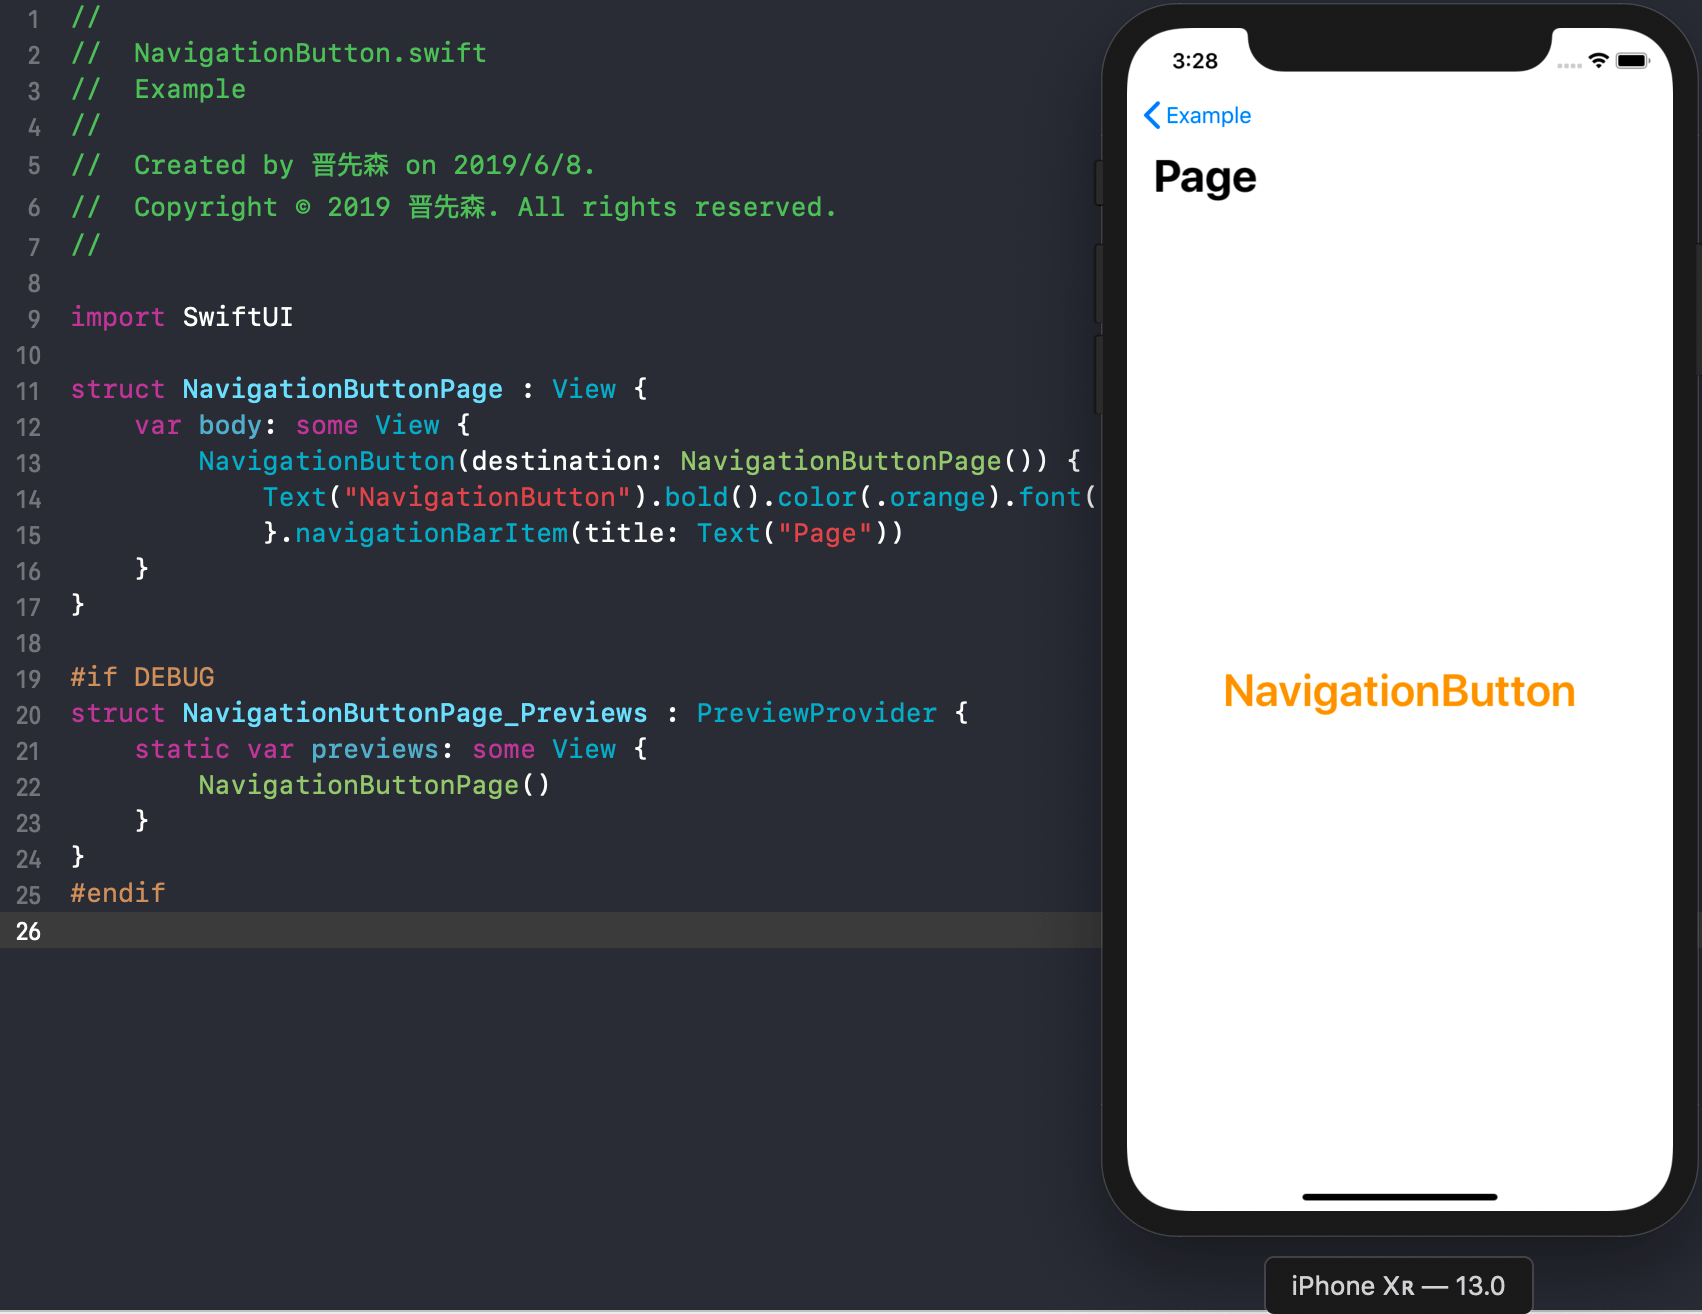 1 //
2 //  NavigationButton.swift
3 //  Example
4 //
5 //  Created by 晋先森 on 2019/6/8.
6 //  Copyright © 2019 晋先森. All rights reserved.
7 //
8
9 import SwiftUI
10
11 struct NavigationButtonPage : View {
12     var body: some View {
13         NavigationButton(destination: NavigationButtonPage()) {
14             Text("NavigationButton").bold().color(.orange).font(
15             }.navigationBarItem(title: Text("Page"))
16     }
17 }
18
19 #if DEBUG
20 struct NavigationButtonPage_Previews : PreviewProvider {
21     static var previews: some View {
22         NavigationButtonPage()
23     }
24 }
25 #endif
26
3:28
Example
Page
NavigationButton
iPhone Xʀ — 13.0